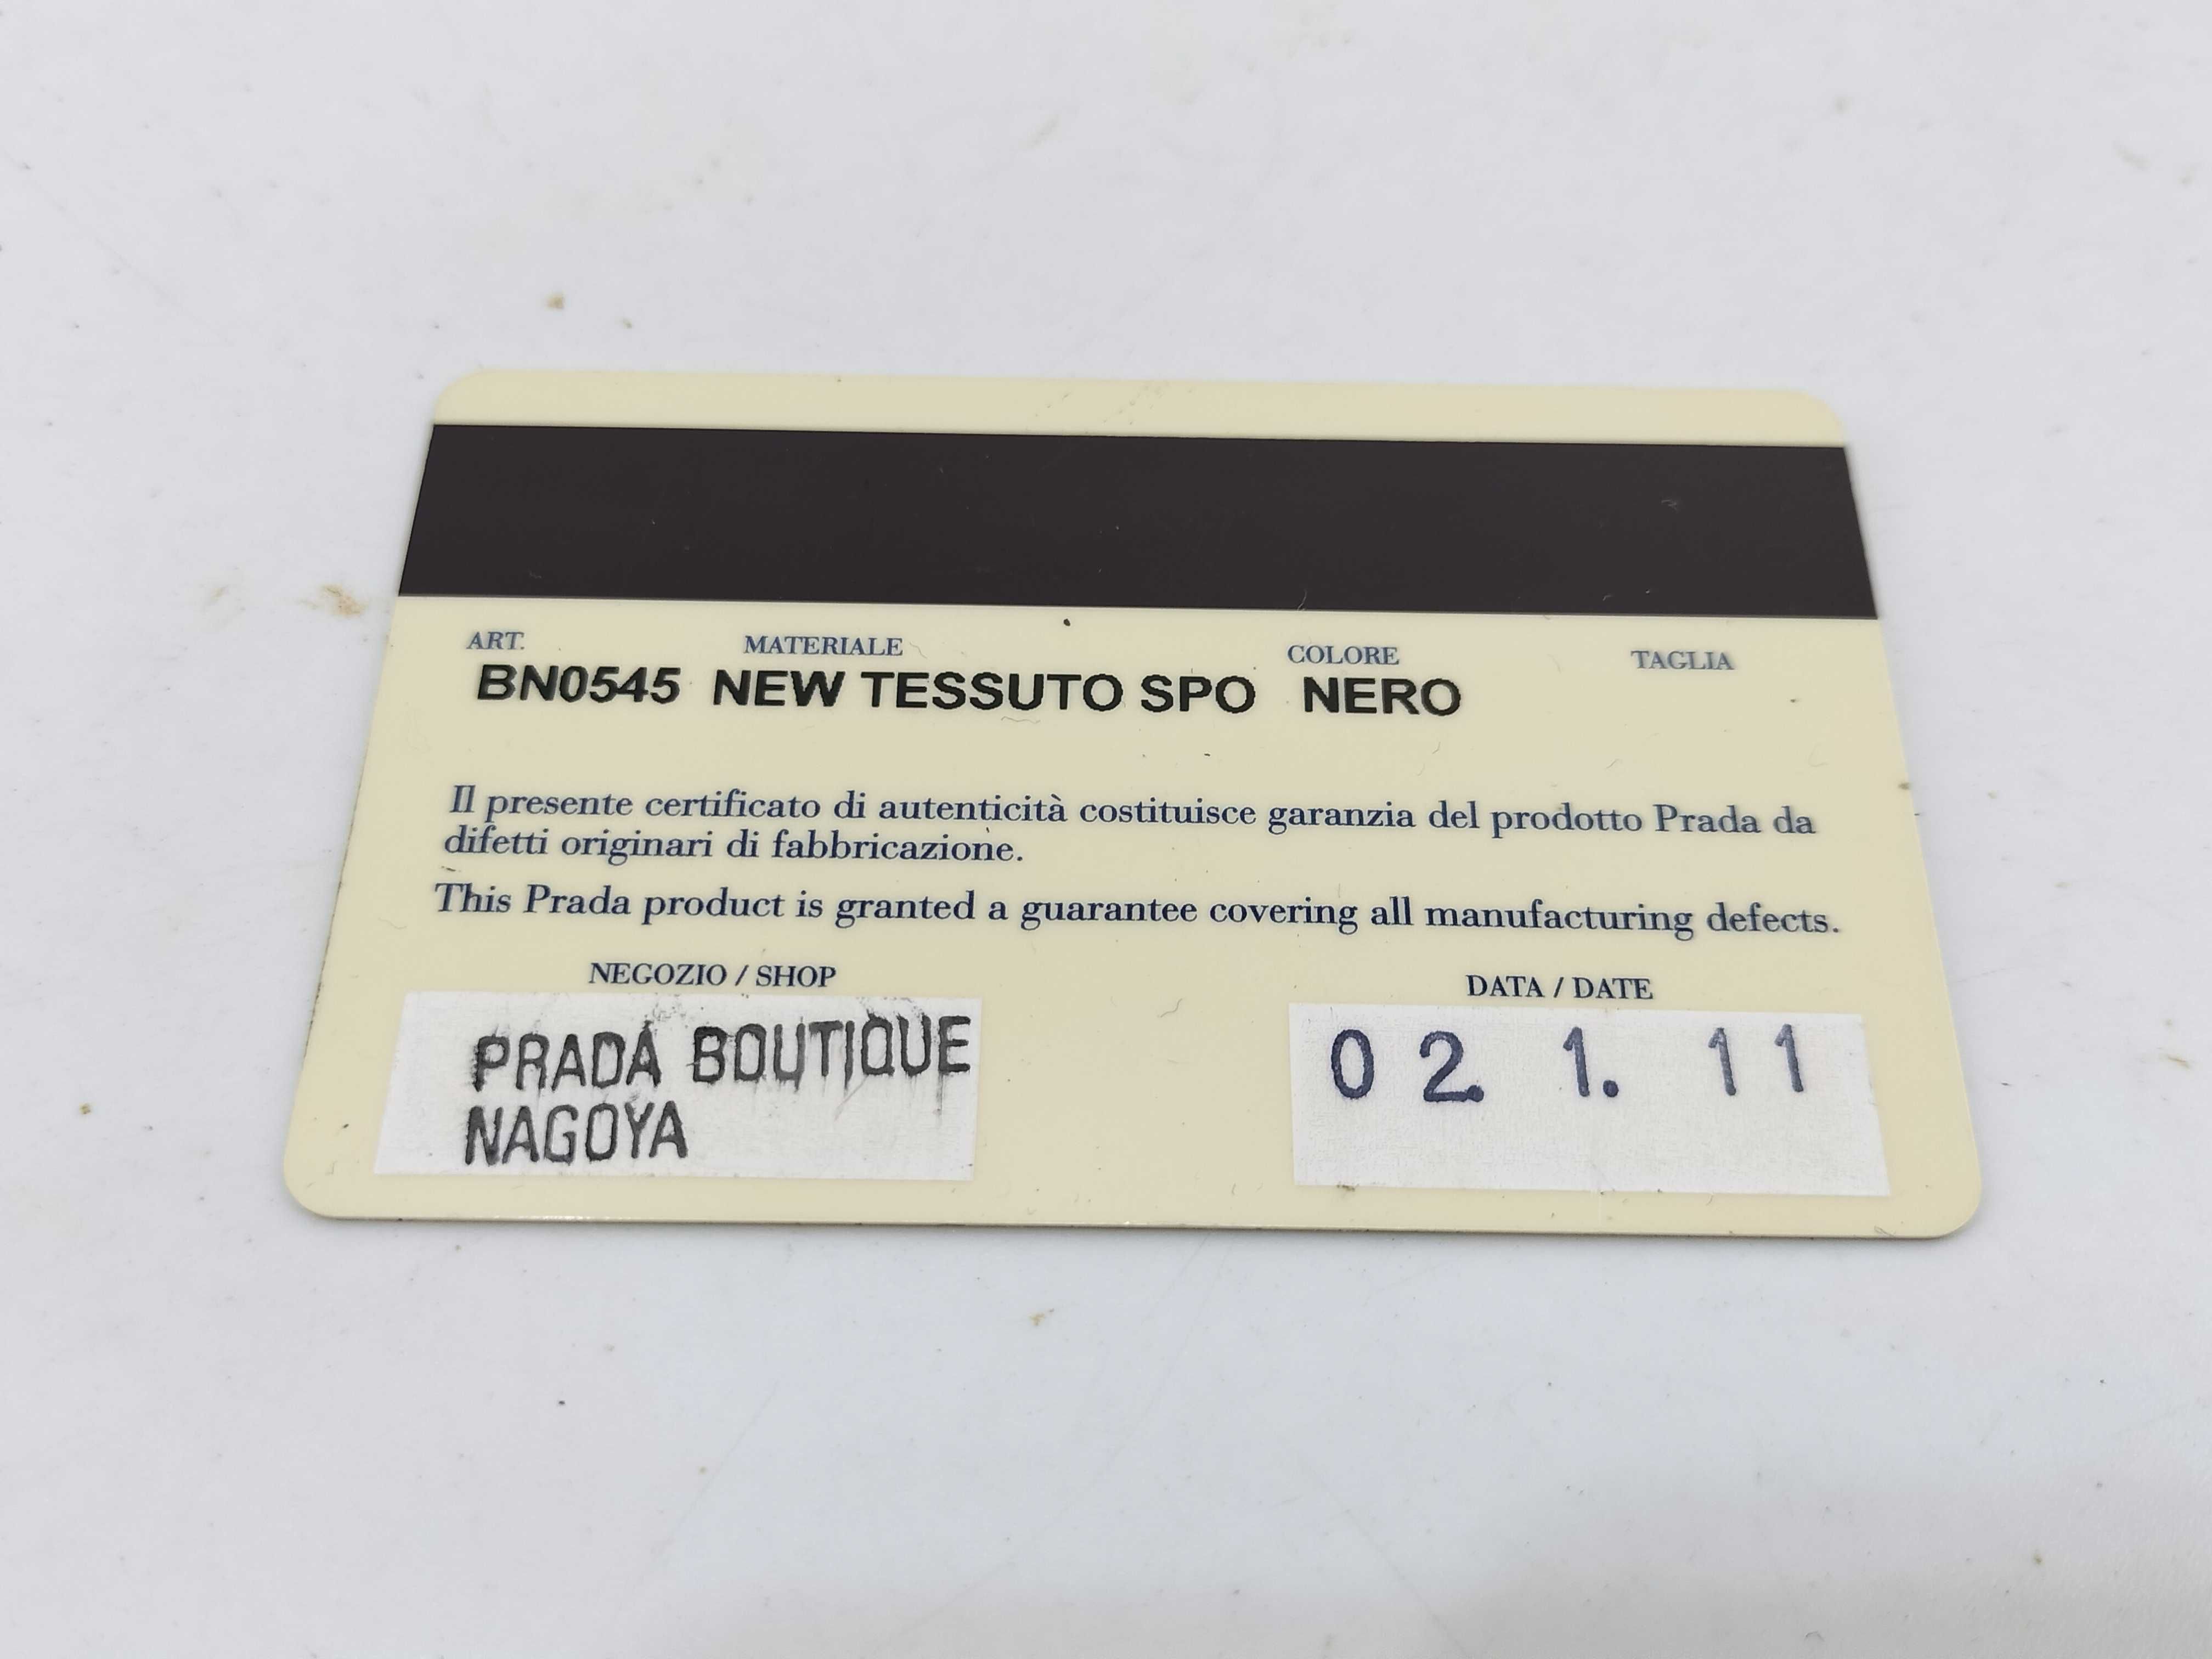 ART. MATERIALE COLORE TAGLIA
BN0545 NEW TESSUTO SPO NERO
Il presente certificato di autenticità costituisce garanzia del prodotto Prada da
difetti originari di fabbricazione.
This Prada product is granted a guarantee covering all manufacturing defects.
NEGOZIO / SHOP DATA / DATE
PRADA BOUTIQUE 02. 1. 11
NAGOYA